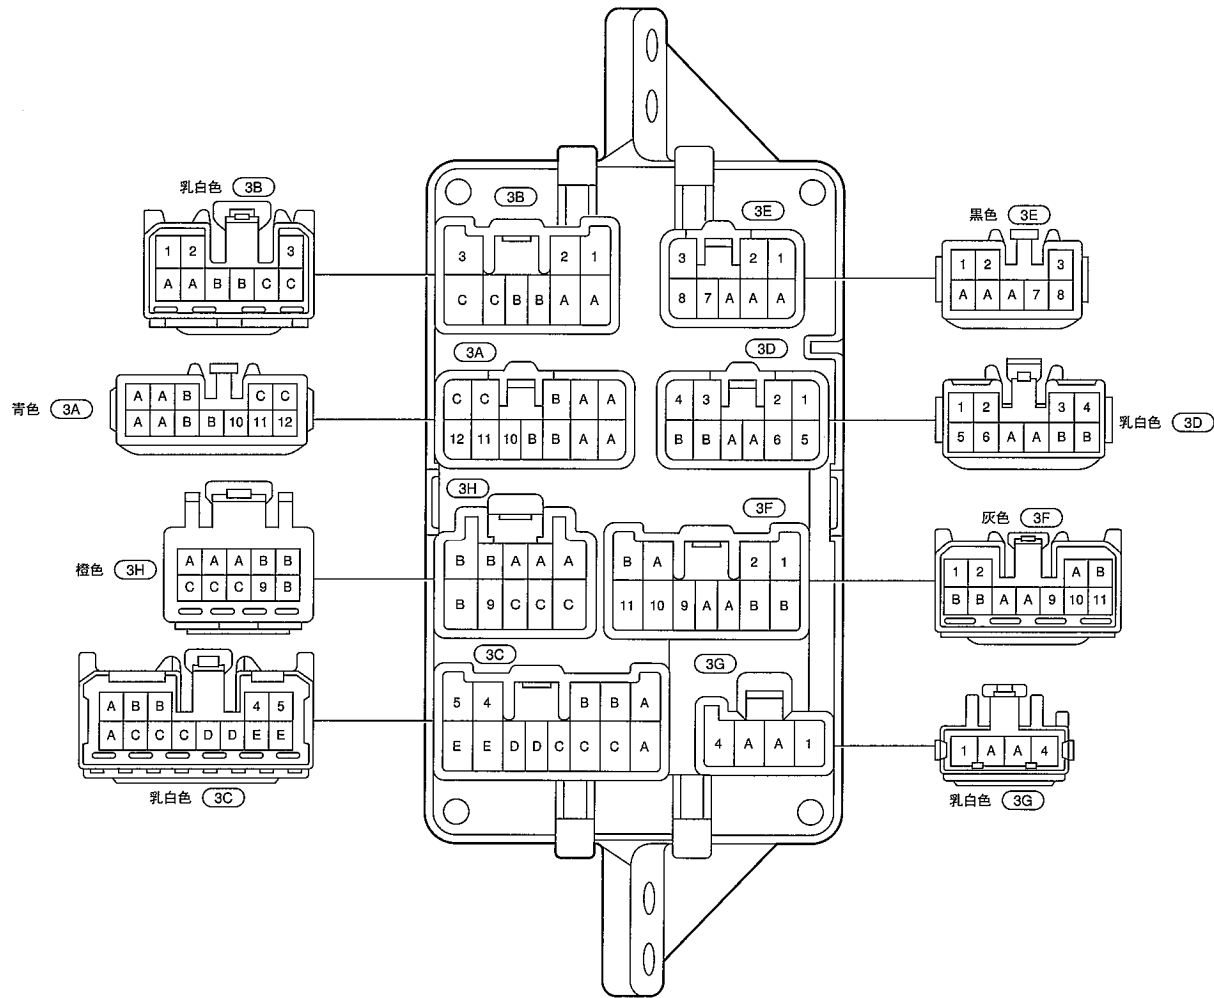 乳白色 3B
1 2 3
A A B B C C
3B
3 2 1
C C B B A A
3E
3 2 1
8 7 A A A
黒色 3E
1 2 3
A A A 7 8
青色 3A
A A B C C
A A B B 10 11 12
3A
C C B A A
12 11 10 B B A A
3D
4 3 2 1
B B A A 6 5
1 2 3 4
5 6 A A B B
乳白色 3D
橙色 3H
A A A B B
C C C 9 B
3H
B B A A A
B 9 C C C
3F
B A 2 1
11 10 9 A A B B
灰色 3F
1 2 A B
B B A A 9 10 11
A B B 4 5
A C C C D D E E
乳白色 3C
3C
5 4 B B A
E E D D C C C A
3G
4 A A 1
1 A A 4
乳白色 3G